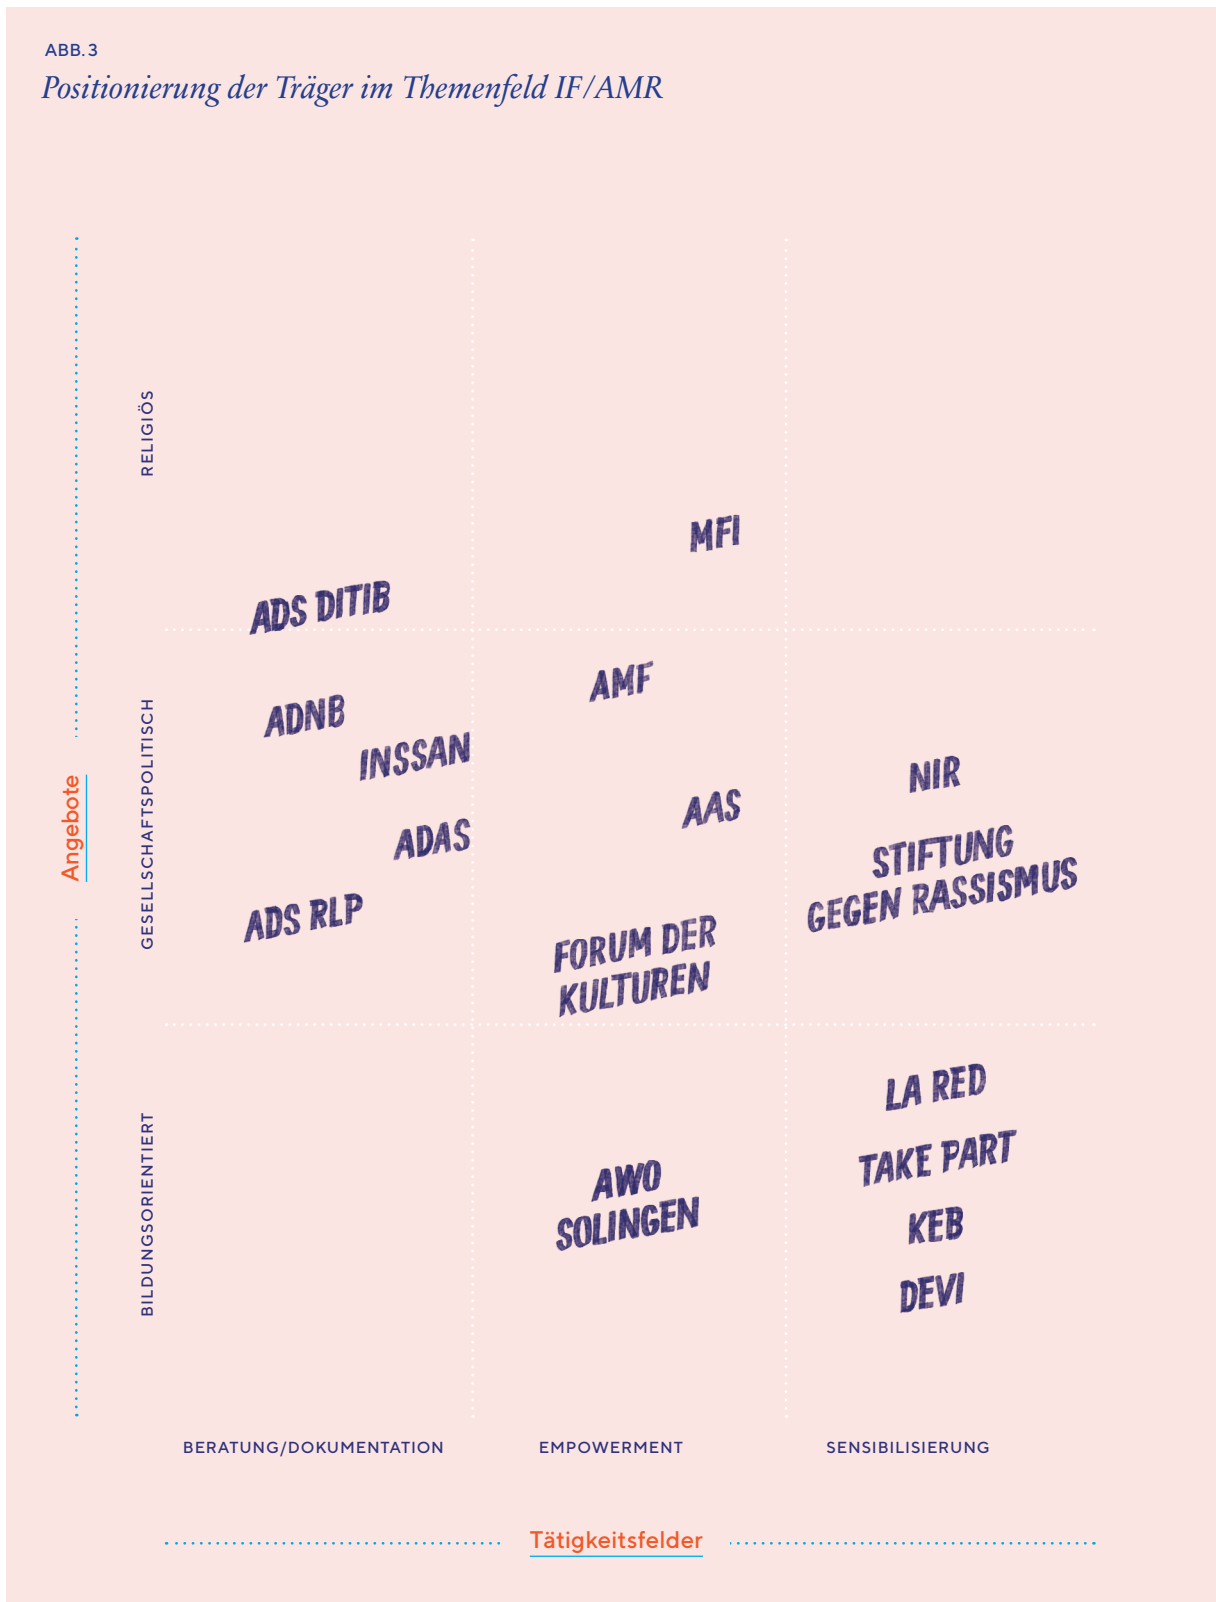 ABB. 3
Positionierung der Träger im Themenfeld IF/AMR
RELIGIÖS
MFI
ADS DITIB
AMF
ADNB
INSSAN
GESELLSCHAFTSPOLITISCH
NIR
Angebote
AAS
ADAS
STIFTUNG
GEGEN RASSISMUS
ADS RLP
FORUM DER
KULTUREN
LA RED
TAKE PART
BILDUNGSORIENTIERT
AWO
SOLINGEN
KEB
DEVI
BERATUNG/DOKUMENTATION
EMPOWERMENT
SENSIBILISIERUNG
Tätigkeitsfelder